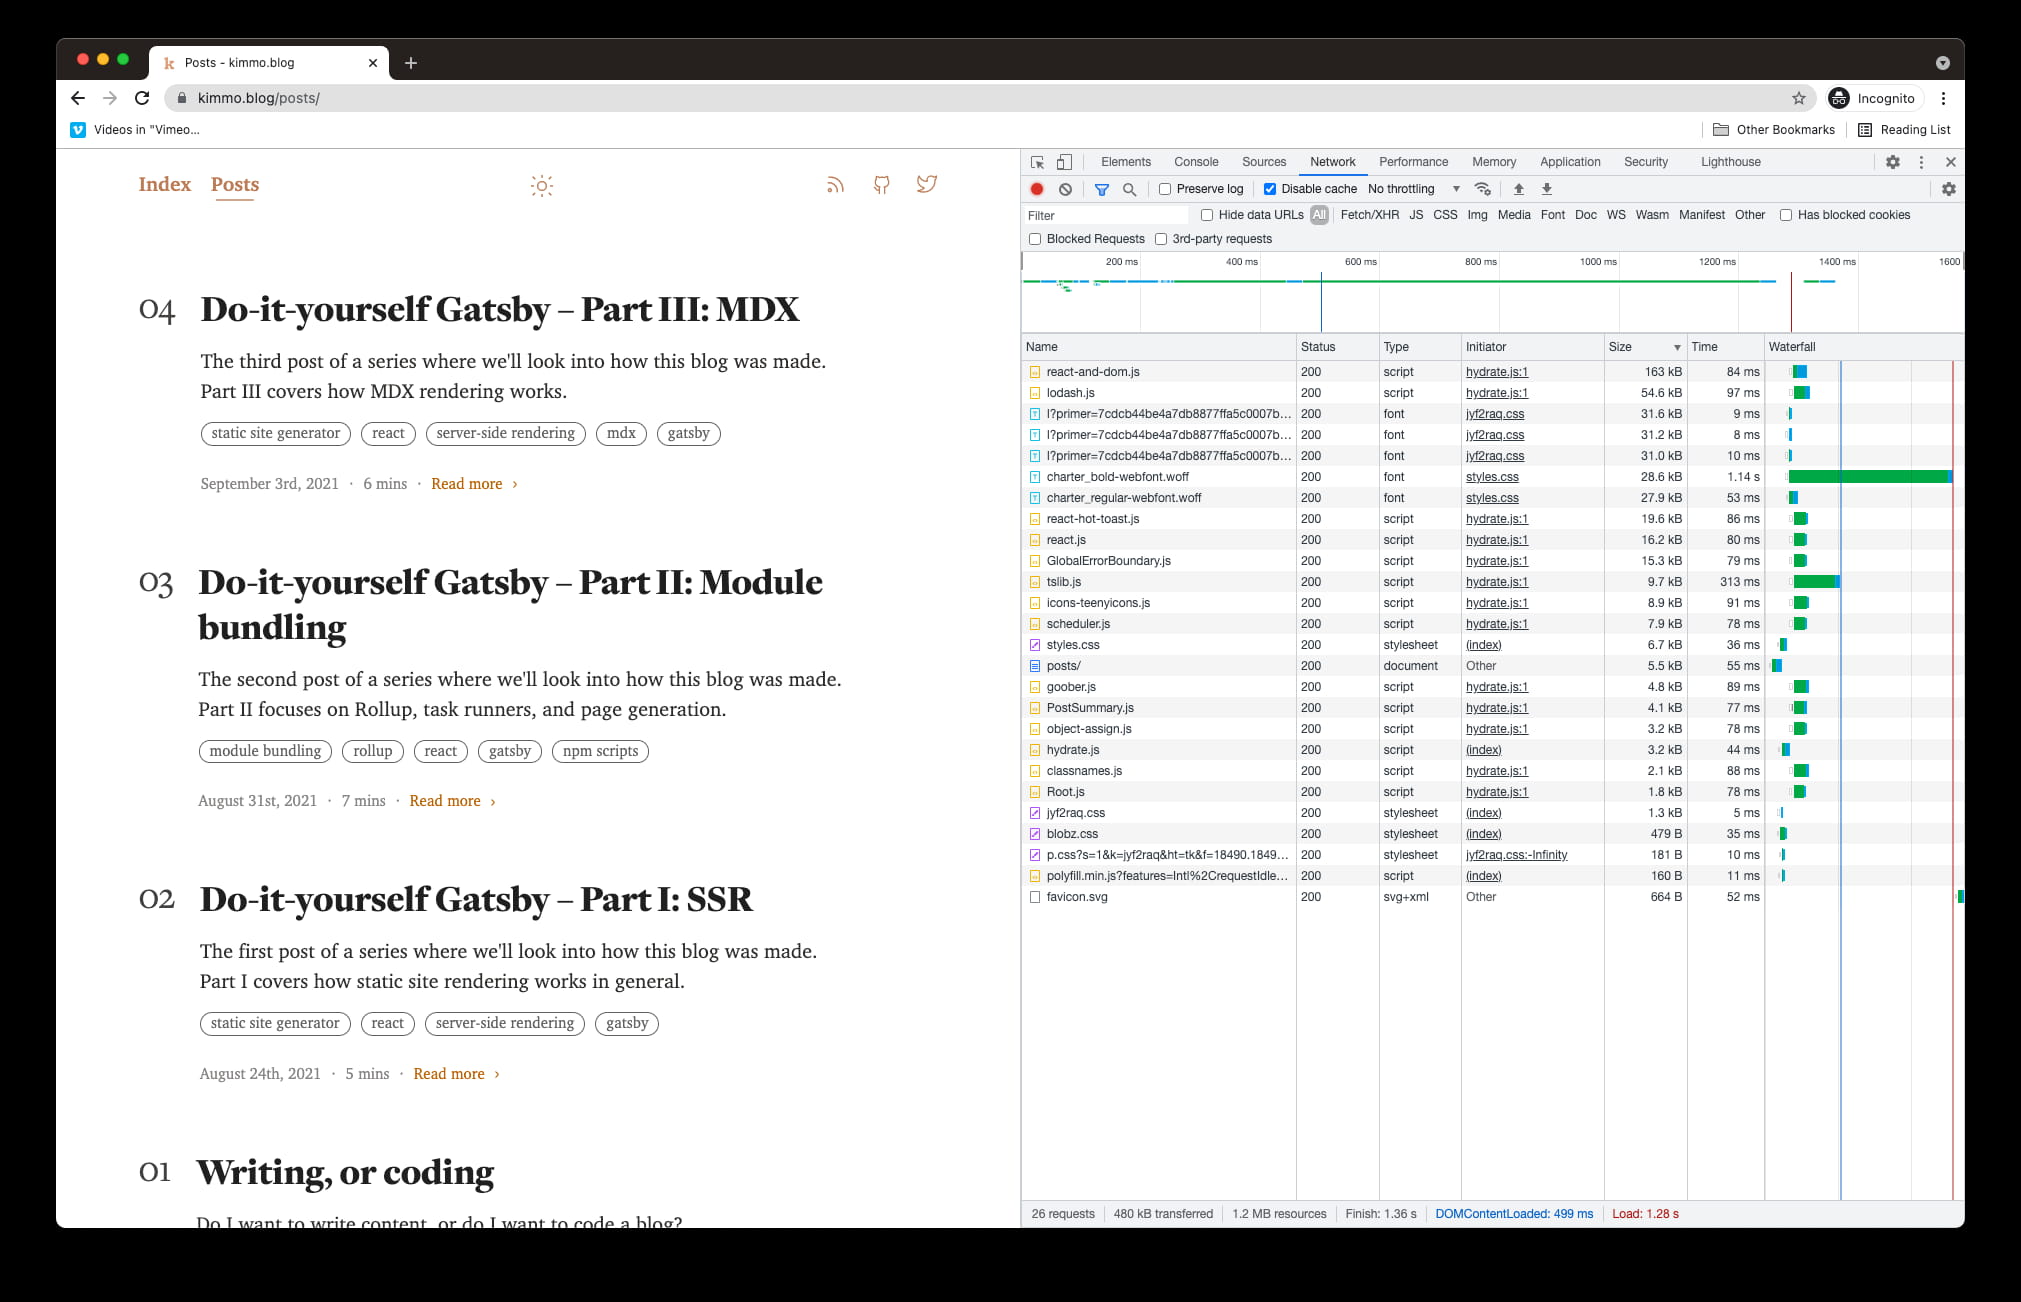 k Posts - kimmo.blog
kimmo.blog/posts/
Incognito
Videos in "Vimeo...
Other Bookmarks
Reading List
Index Posts
04 Do-it-yourself Gatsby – Part III: MDX
The third post of a series where we'll look into how this blog was made.
Part III covers how MDX rendering works.
static site generator react server-side rendering mdx gatsby
September 3rd, 2021 · 6 mins · Read more ›
03 Do-it-yourself Gatsby – Part II: Module
bundling
The second post of a series where we'll look into how this blog was made.
Part II focuses on Rollup, task runners, and page generation.
module bundling rollup react gatsby npm scripts
August 31st, 2021 · 7 mins · Read more ›
02 Do-it-yourself Gatsby – Part I: SSR
The first post of a series where we'll look into how this blog was made.
Part I covers how static site rendering works in general.
static site generator react server-side rendering gatsby
August 24th, 2021 · 5 mins · Read more ›
01 Writing, or coding
Do I want to write content, or do I want to code a blog?
Elements Console Sources Network Performance Memory Application Security Lighthouse
Preserve log Disable cache No throttling
Filter Hide data URLs All Fetch/XHR JS CSS Img Media Font Doc WS Wasm Manifest Other Has blocked cookies
Blocked Requests 3rd-party requests
200 ms 400 ms 600 ms 800 ms 1000 ms 1200 ms 1400 ms 1600
Name Status Type Initiator Size Time Waterfall
react-and-dom.js 200 script hydrate.js:1 163 kB 84 ms
lodash.js 200 script hydrate.js:1 54.6 kB 97 ms
l?primer=7cdcb44be4a7db8877ffa5c0007b... 200 font jyf2raq.css 31.6 kB 9 ms
l?primer=7cdcb44be4a7db8877ffa5c0007b... 200 font jyf2raq.css 31.2 kB 8 ms
l?primer=7cdcb44be4a7db8877ffa5c0007b... 200 font jyf2raq.css 31.0 kB 10 ms
charter_bold-webfont.woff 200 font styles.css 28.6 kB 1.14 s
charter_regular-webfont.woff 200 font styles.css 27.9 kB 53 ms
react-hot-toast.js 200 script hydrate.js:1 19.6 kB 86 ms
react.js 200 script hydrate.js:1 16.2 kB 80 ms
GlobalErrorBoundary.js 200 script hydrate.js:1 15.3 kB 79 ms
tslib.js 200 script hydrate.js:1 9.7 kB 313 ms
icons-teenyicons.js 200 script hydrate.js:1 8.9 kB 91 ms
scheduler.js 200 script hydrate.js:1 7.9 kB 78 ms
styles.css 200 stylesheet (index) 6.7 kB 36 ms
posts/ 200 document Other 5.5 kB 55 ms
goober.js 200 script hydrate.js:1 4.8 kB 89 ms
PostSummary.js 200 script hydrate.js:1 4.1 kB 77 ms
object-assign.js 200 script hydrate.js:1 3.2 kB 78 ms
hydrate.js 200 script (index) 3.2 kB 44 ms
classnames.js 200 script hydrate.js:1 2.1 kB 88 ms
Root.js 200 script hydrate.js:1 1.8 kB 78 ms
jyf2raq.css 200 stylesheet (index) 1.3 kB 5 ms
blobz.css 200 stylesheet (index) 479 B 35 ms
p.css?s=1&k=jyf2raq&ht=tk&f=18490.1849... 200 stylesheet jyf2raq.css:-Infinity 181 B 10 ms
polyfill.min.js?features=Intl%2CrequestIdle... 200 script (index) 160 B 11 ms
favicon.svg 200 svg+xml Other 664 B 52 ms
26 requests 480 kB transferred 1.2 MB resources Finish: 1.36 s DOMContentLoaded: 499 ms Load: 1.28 s